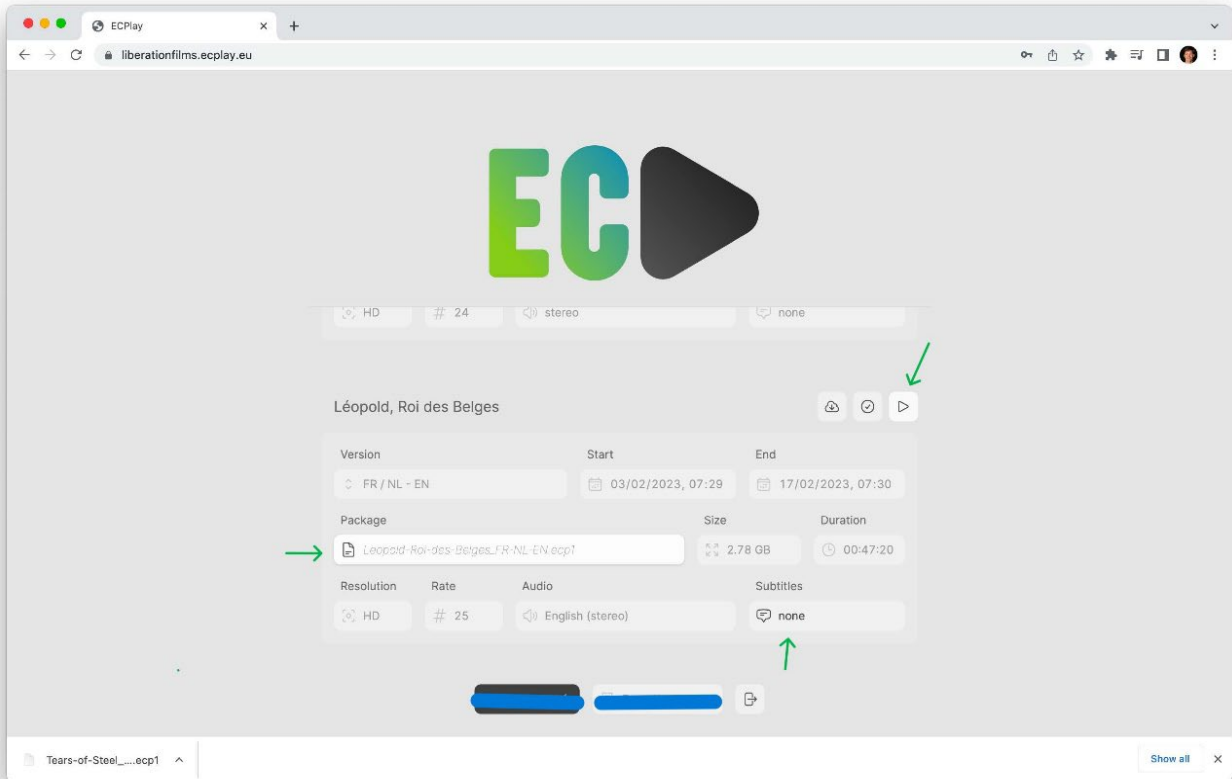 ECPlay
liberationfilms.ecplay.eu
EC
HD # 24 stereo none
Léopold, Roi des Belges
Version Start End
FR / NL - EN 03/02/2023, 07:29 17/02/2023, 07:30
Package Size Duration
Leopold-Roi-des-Belges_FR-NL-EN.ecp1 2.78 GB 00:47:20
Resolution Rate Audio Subtitles
HD # 25 English (stereo) none
Tears-of-Steel_....ecp1 Show all